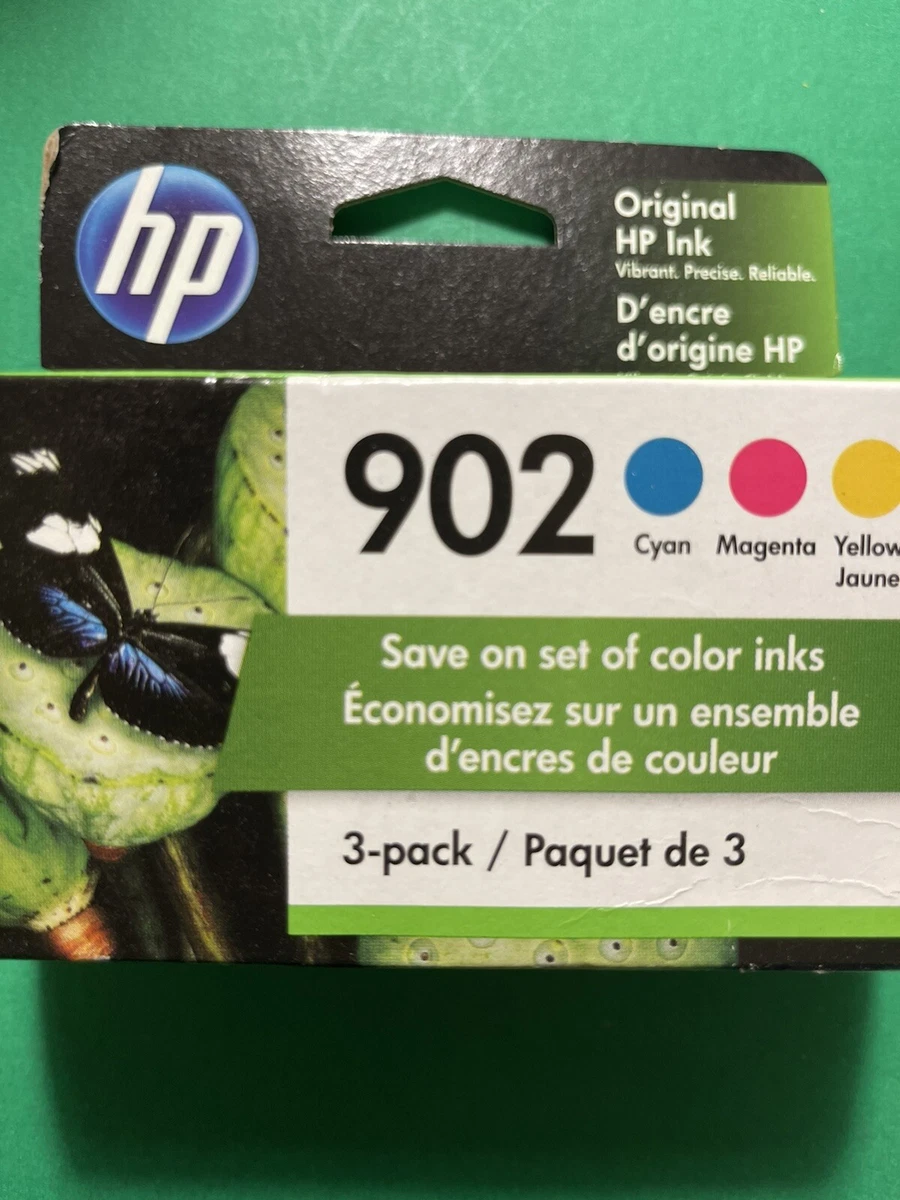 hp
Original
HP Ink
Vibrant. Precise. Reliable.
D'encre
d'origine HP
902
Cyan Magenta Yellow
Jaune
Save on set of color inks
Économisez sur un ensemble
d'encres de couleur
3-pack / Paquet de 3